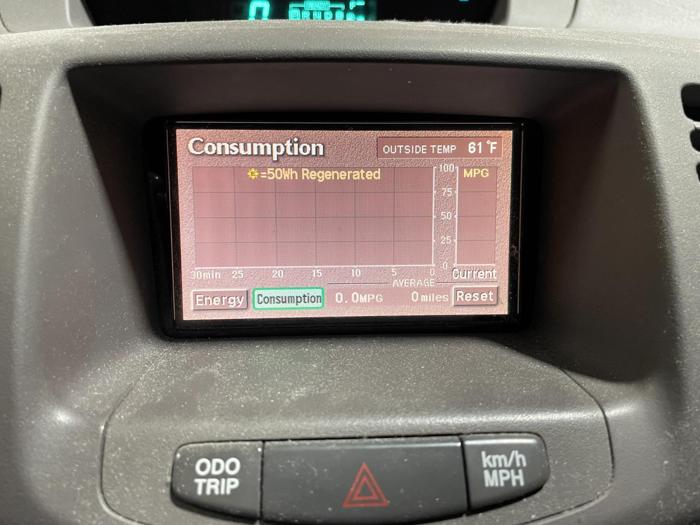 0
Consumption
OUTSIDE TEMP 61°F
=50Wh Regenerated
100 MPG
75
50
25
0
30min 25 20 15 10 5 0 Current
AVERAGE
Energy Consumption 0.0MPG 0miles Reset
ODO
TRIP
km/h
MPH